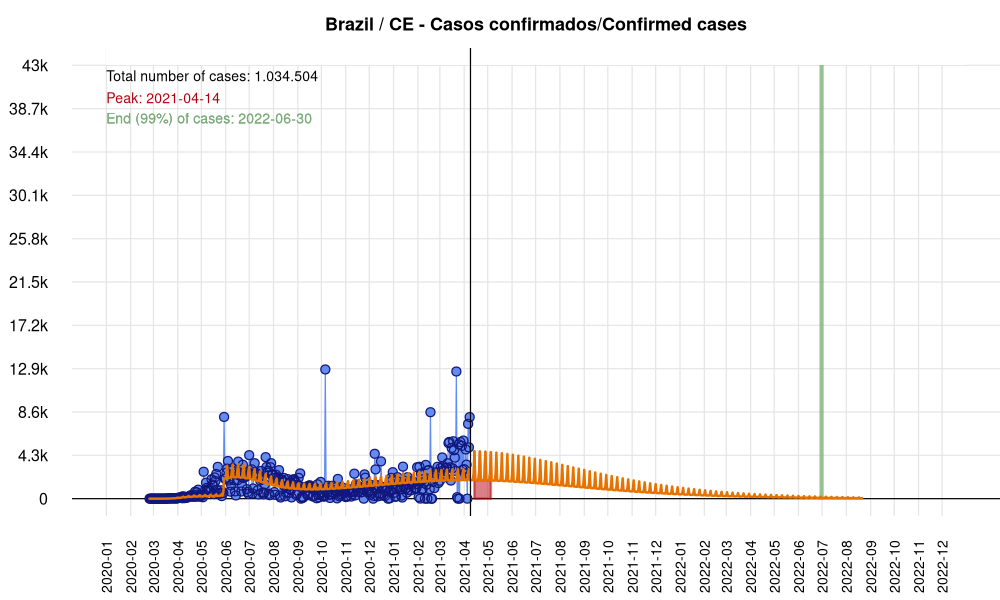 Brazil / CE - Casos confirmados/Confirmed cases
Total number of cases: 1.034.504
Peak: 2021-04-14
End (99%) of cases: 2022-06-30
43k
38.7k
34.4k
30.1k
25.8k
21.5k
17.2k
12.9k
8.6k
4.3k
0
2020-01
2020-02
2020-03
2020-04
2020-05
2020-06
2020-07
2020-08
2020-09
2020-10
2020-11
2020-12
2021-01
2021-02
2021-03
2021-04
2021-05
2021-06
2021-07
2021-08
2021-09
2021-10
2021-11
2021-12
2022-01
2022-02
2022-03
2022-04
2022-05
2022-06
2022-07
2022-08
2022-09
2022-10
2022-11
2022-12